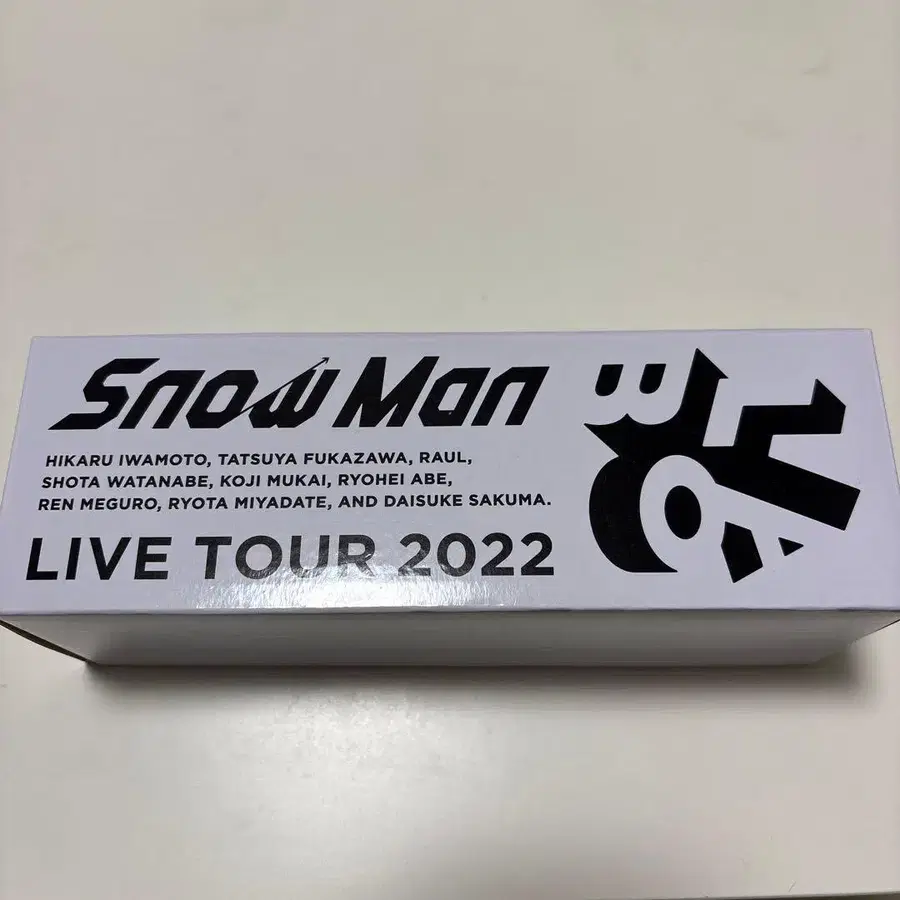 Snow Man
HIKARU IWAMOTO, TATSUYA FUKAZAWA, RAUL,
SHOTA WATANABE, KOJI MUKAI, RYOHEI ABE,
REN MEGURO, RYOTA MIYADATE, AND DAISUKE SAKUMA.
LIVE TOUR 2022